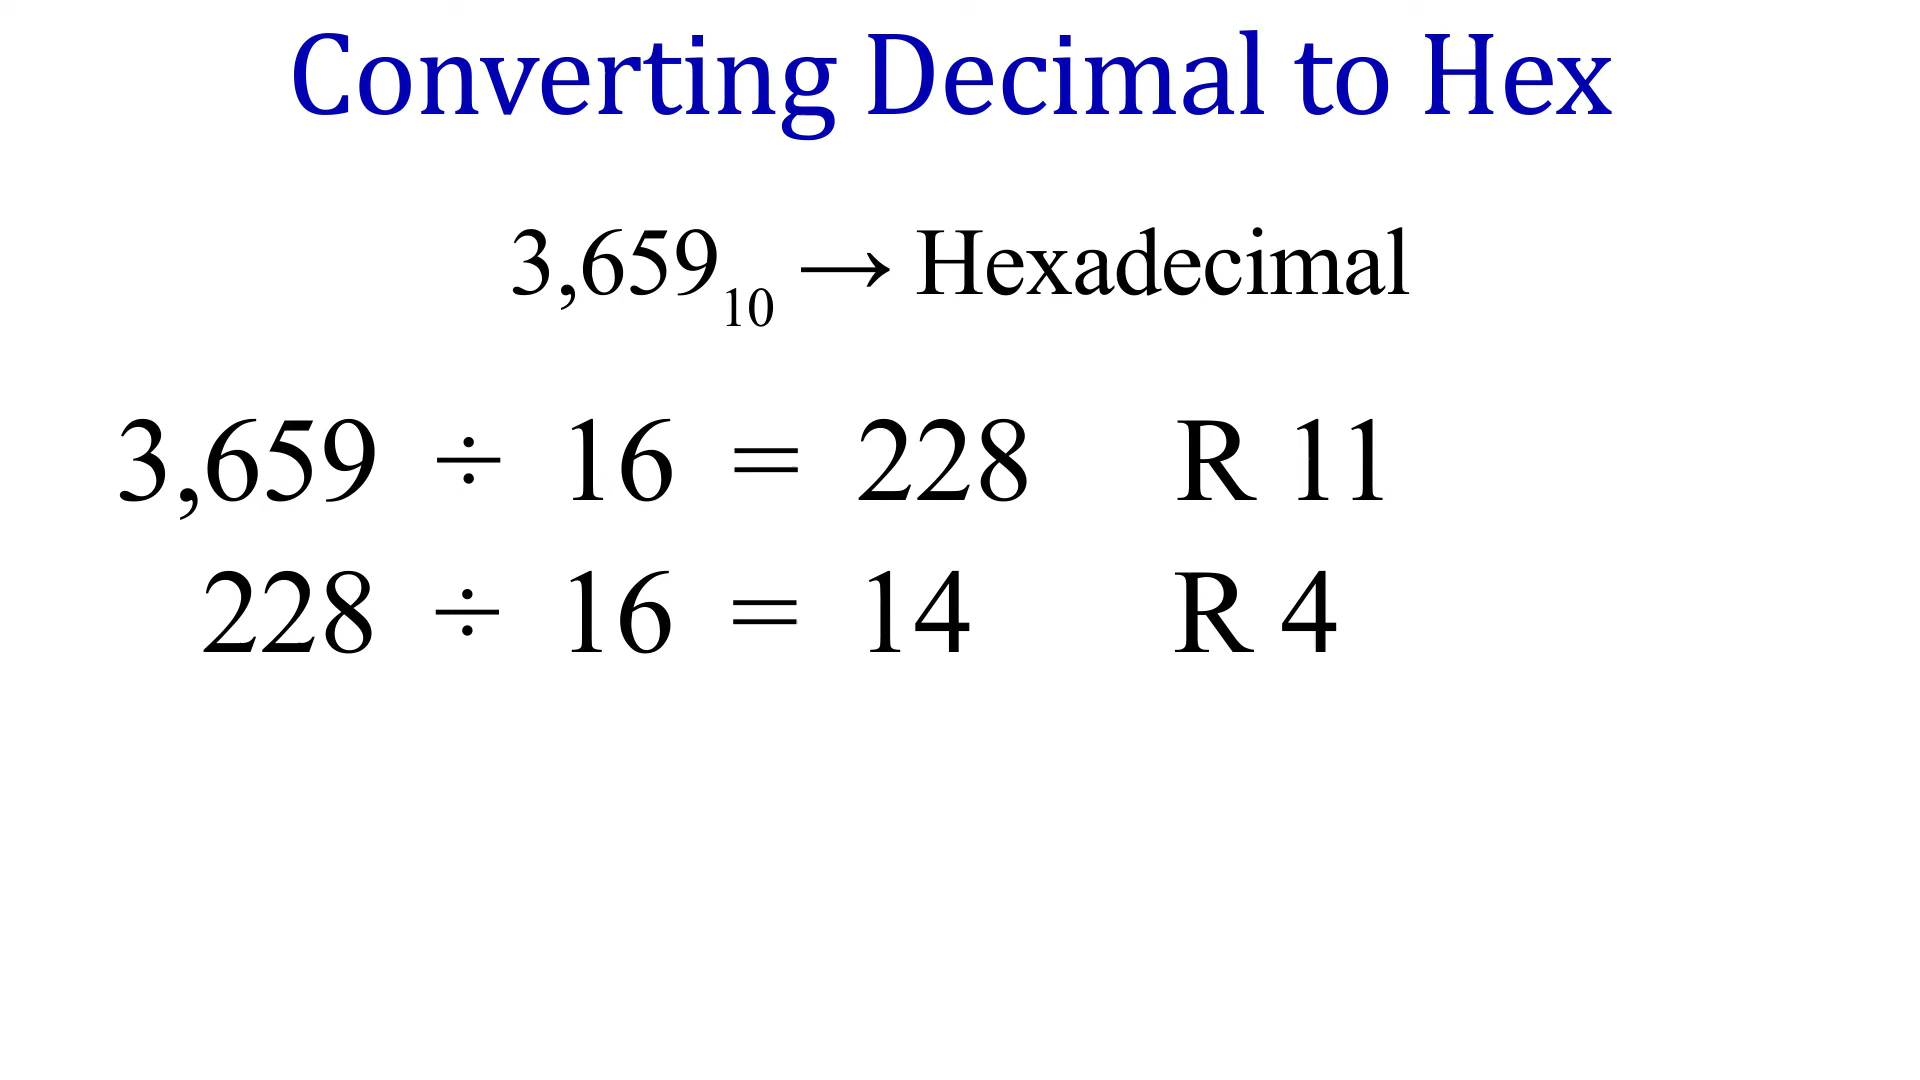 Converting Decimal to Hex
3,659₁₀ → Hexadecimal
3,659 ÷ 16 = 228 R 11
228 ÷ 16 = 14 R 4